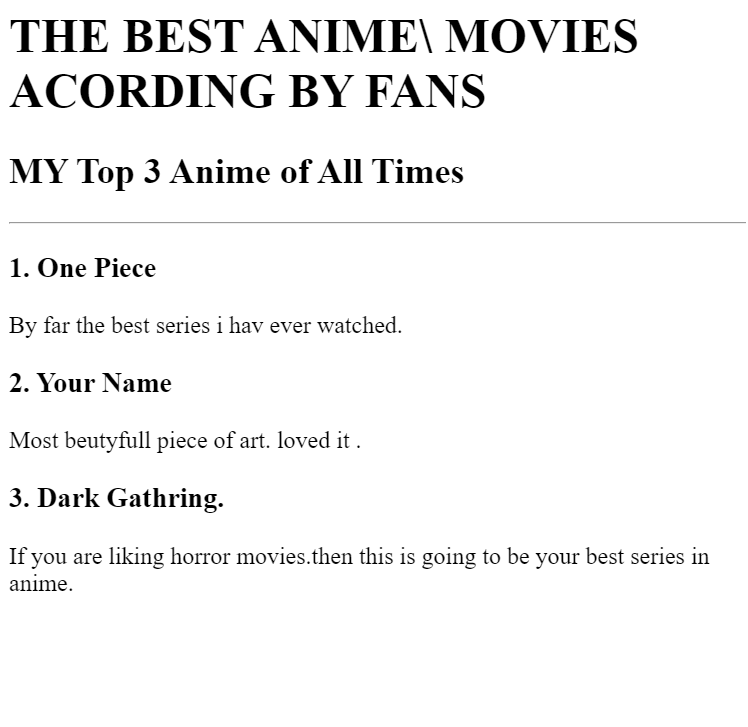 THE BEST ANIME\ MOVIES
ACORDING BY FANS
MY Top 3 Anime of All Times
1. One Piece
By far the best series i hav ever watched.
2. Your Name
Most beutyfull piece of art. loved it .
3. Dark Gathring.
If you are liking horror movies.then this is going to be your best series in
anime.